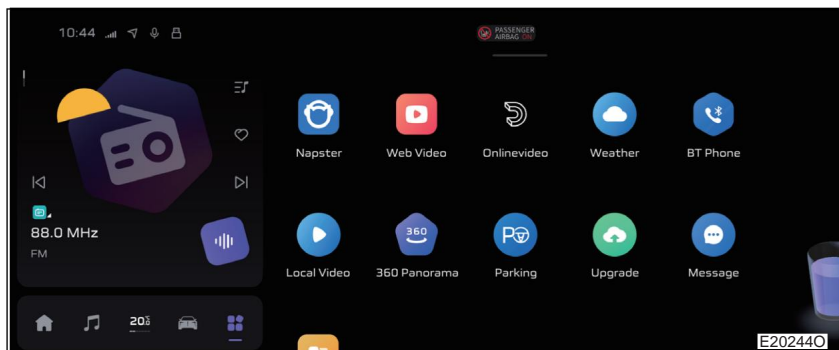 10:44
PASSENGER
AIRBAG ON
Napster
Web Video
Onlinevideo
Weather
BT Phone
88.0 MHz
FM
360
P
Local Video
360 Panorama
Parking
Upgrade
Message
20
E20244O